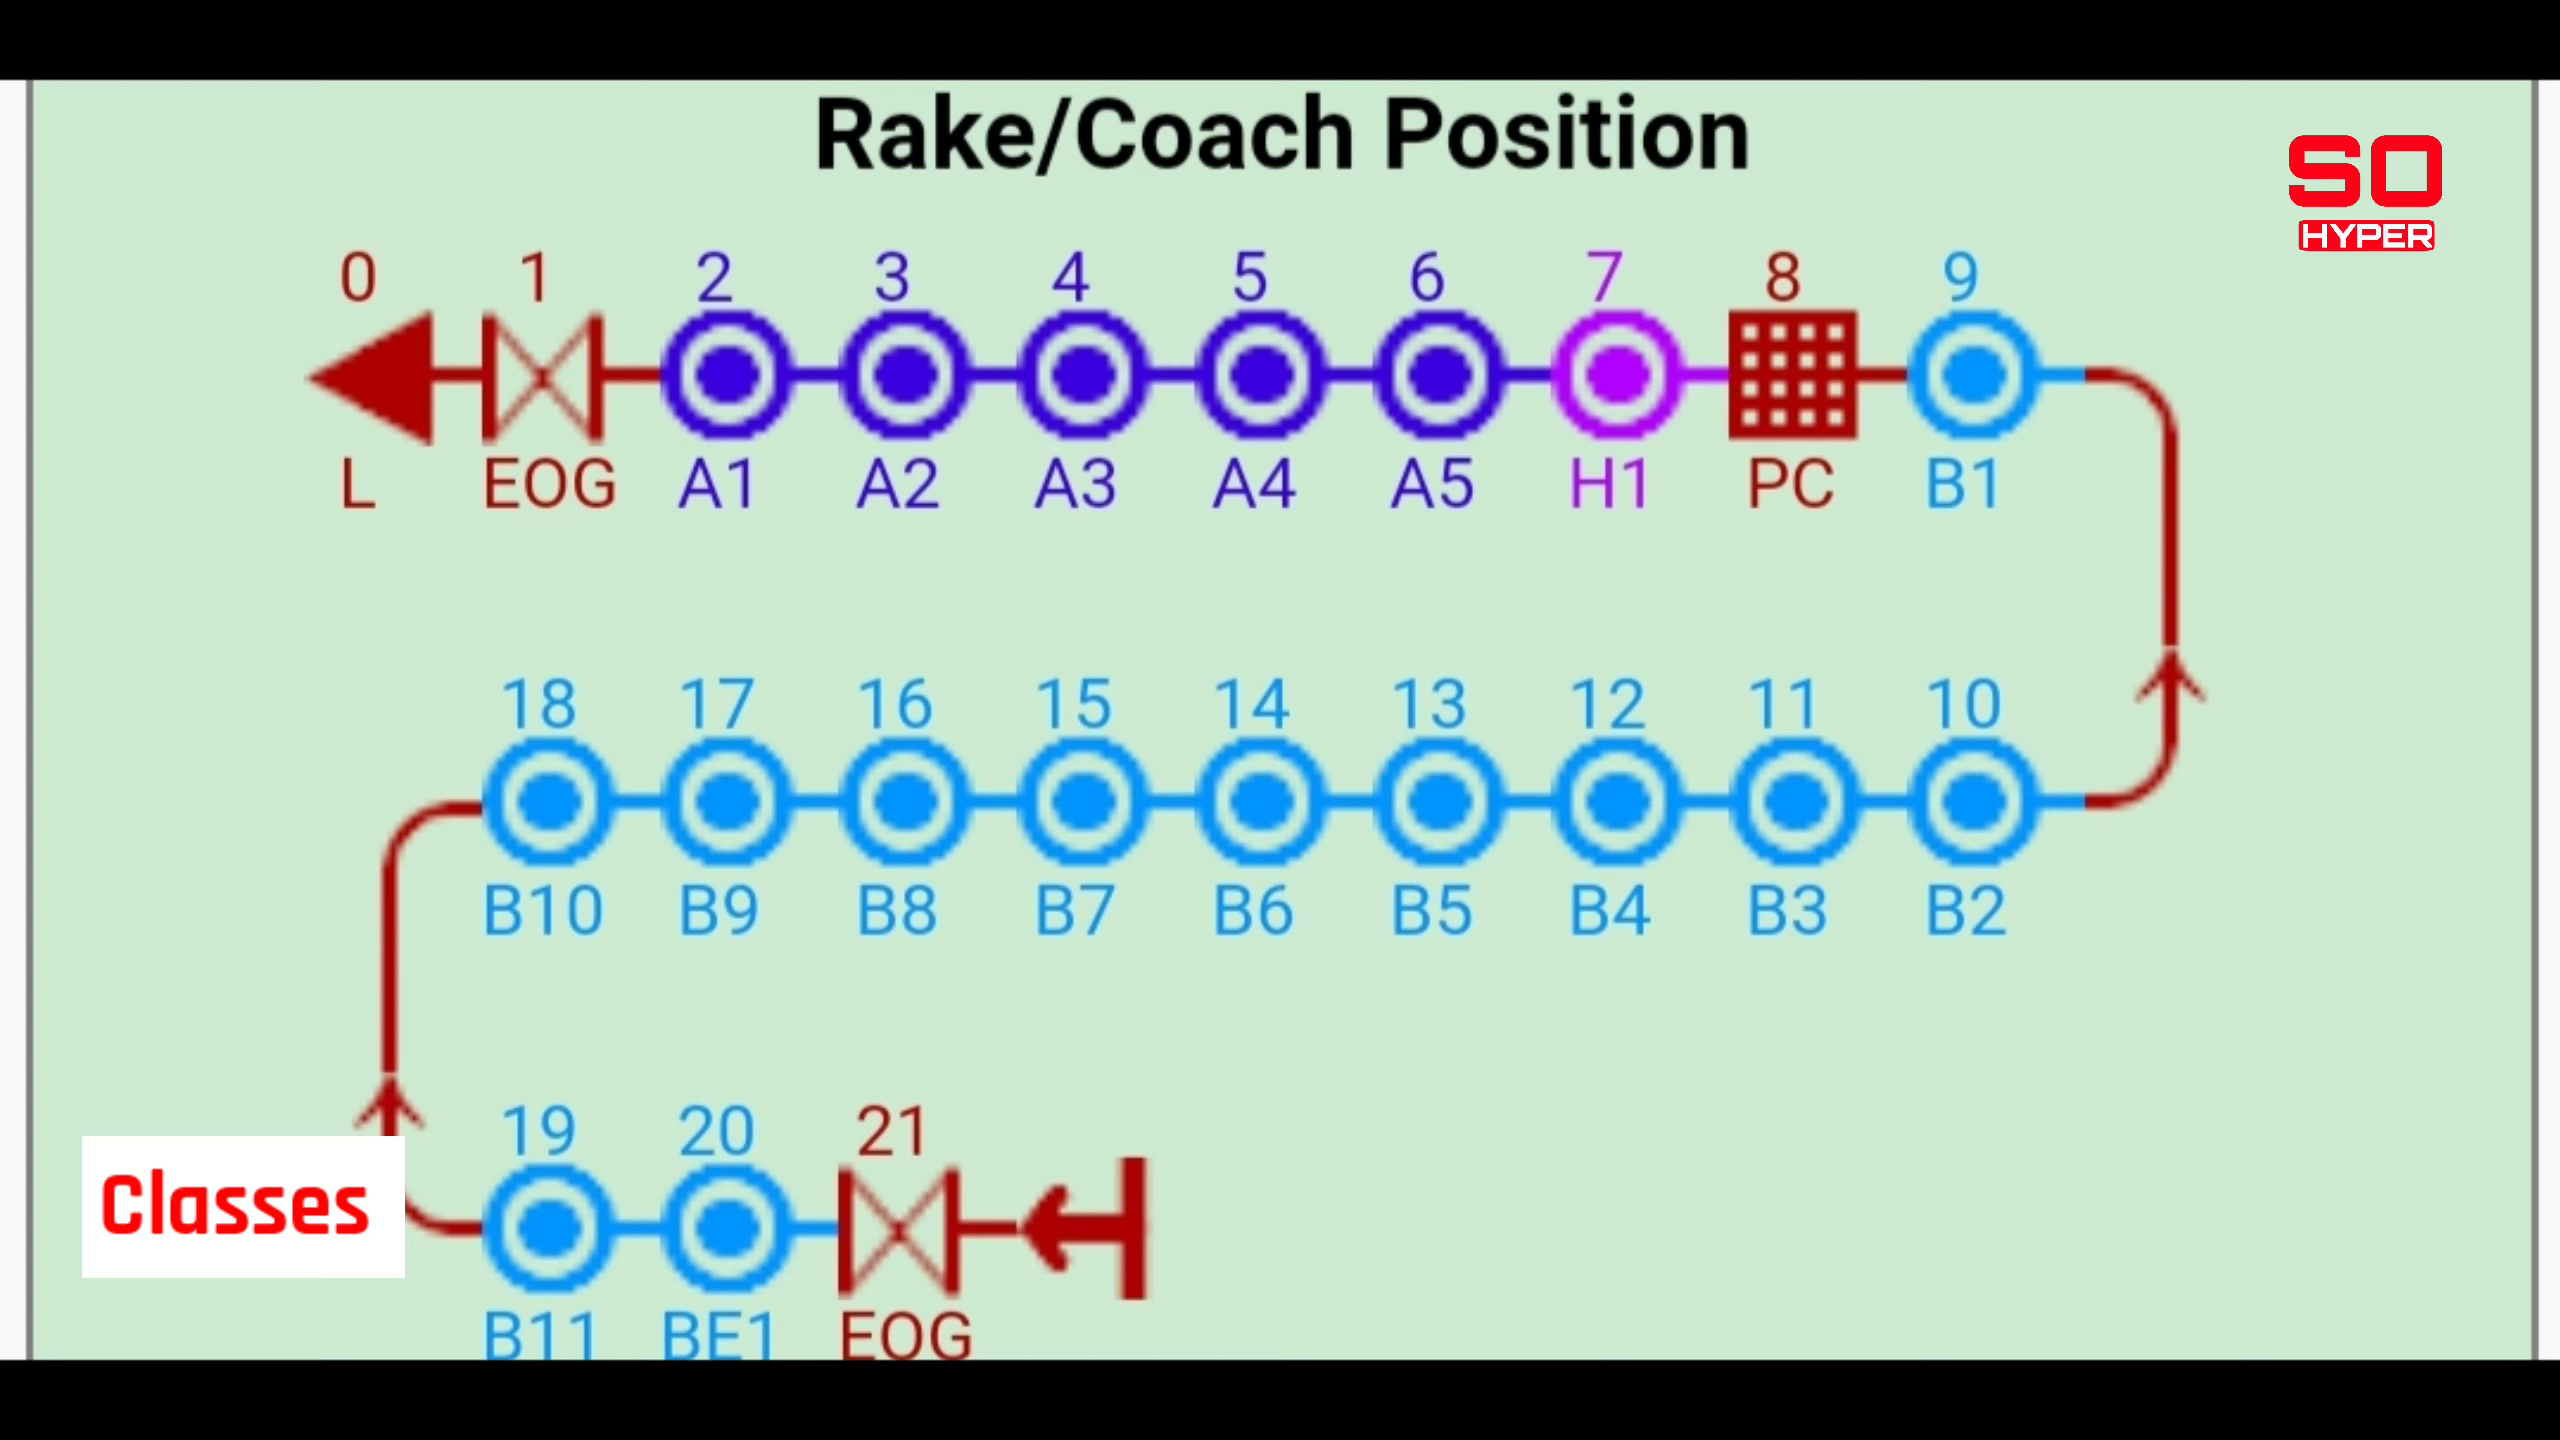 Rake/Coach Position
SO
HYPER
0 1 2 3 4 5 6 7 8 9
L EOG A1 A2 A3 A4 A5 H1 PC B1
18 17 16 15 14 13 12 11 10
B10 B9 B8 B7 B6 B5 B4 B3 B2
19 20 21
Classes
B11 BE1 EOG